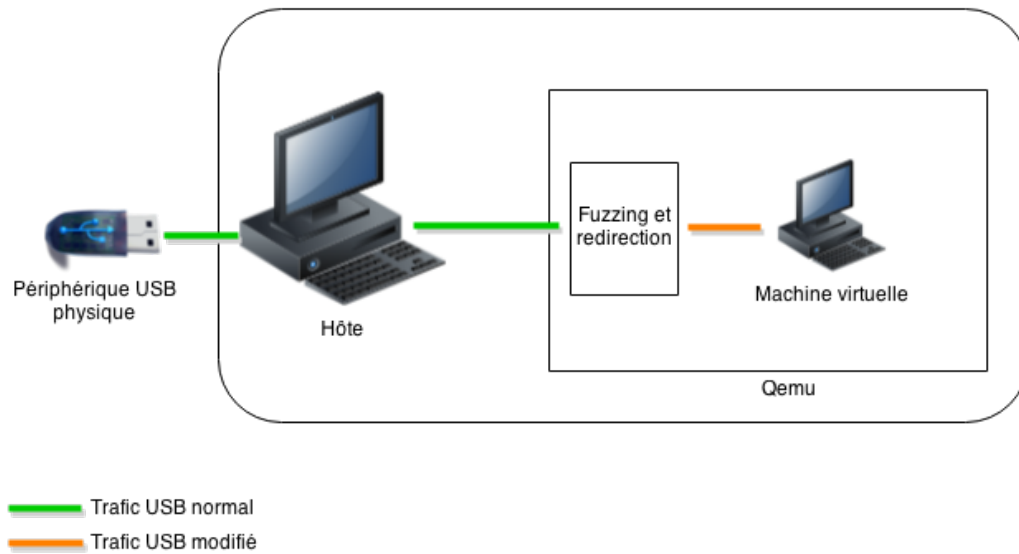 Fuzzing et
redirection
Périphérique USB
physique
Machine virtuelle
Hôte
Qemu
Trafic USB normal
Trafic USB modifié